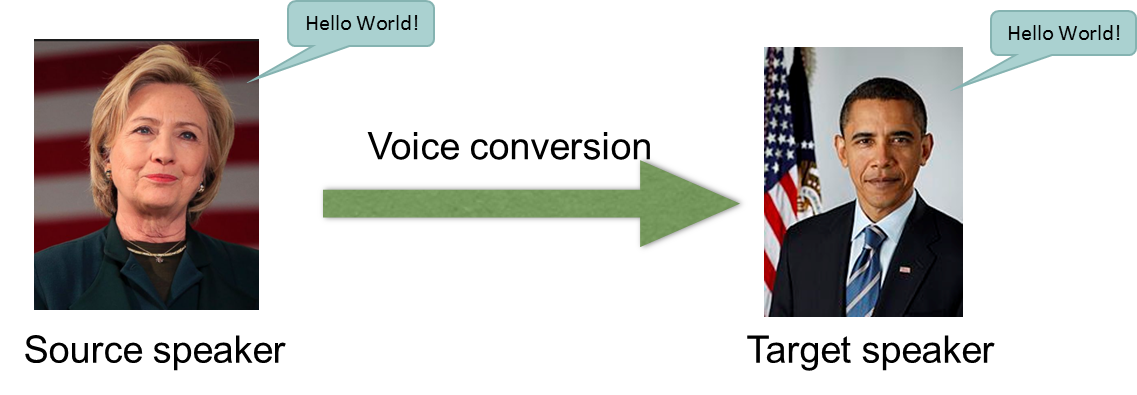 Hello World!
Hello World!
Voice conversion
Source speaker
Target speaker